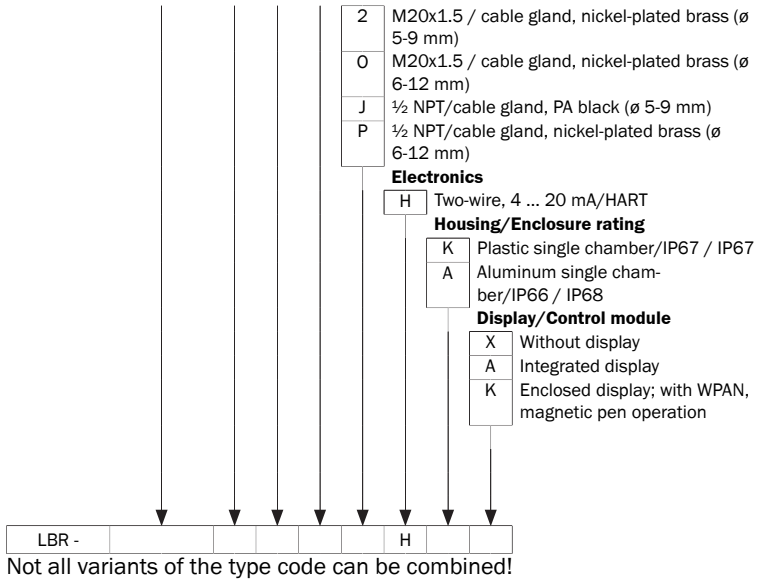 2 M20x1.5 / cable gland, nickel-plated brass (ø
5-9 mm)
O M20x1.5 / cable gland, nickel-plated brass (ø
6-12 mm)
J ½ NPT/cable gland, PA black (ø 5-9 mm)
P ½ NPT/cable gland, nickel-plated brass (ø
6-12 mm)
Electronics
H Two-wire, 4 ... 20 mA/HART
Housing/Enclosure rating
K Plastic single chamber/IP67 / IP67
A Aluminum single cham-
ber/IP66 / IP68
Display/Control module
X Without display
A Integrated display
K Enclosed display; with WPAN,
magnetic pen operation
LBR - H
Not all variants of the type code can be combined!